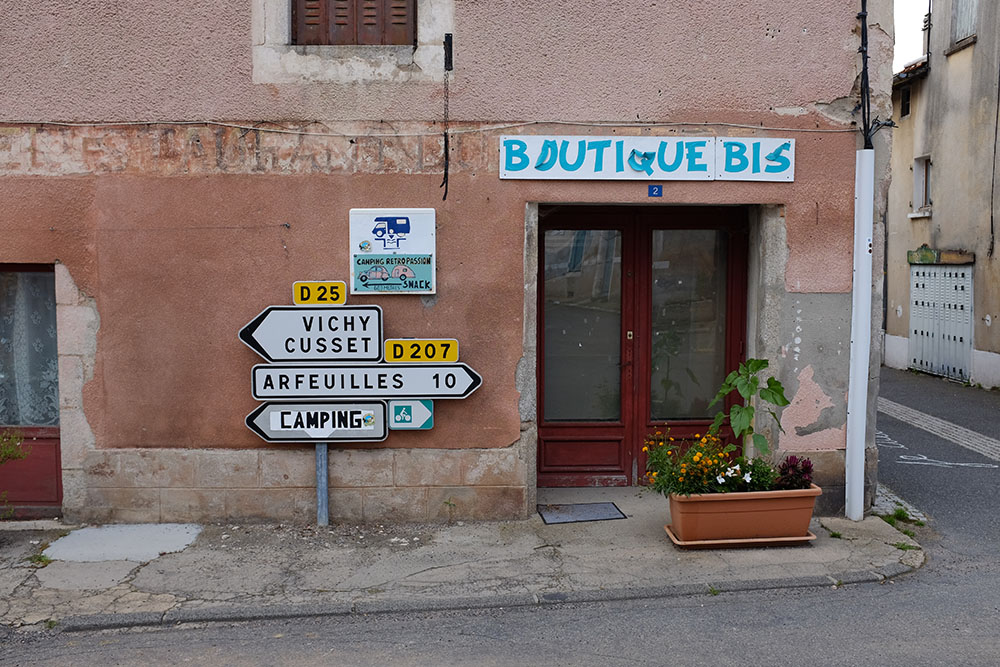 BOUTIQUE BIS
2
CAMPING RETROPASSION
SNACK
D 25
VICHY
CUSSET
D 207
ARFEUILLES 10
CAMPING